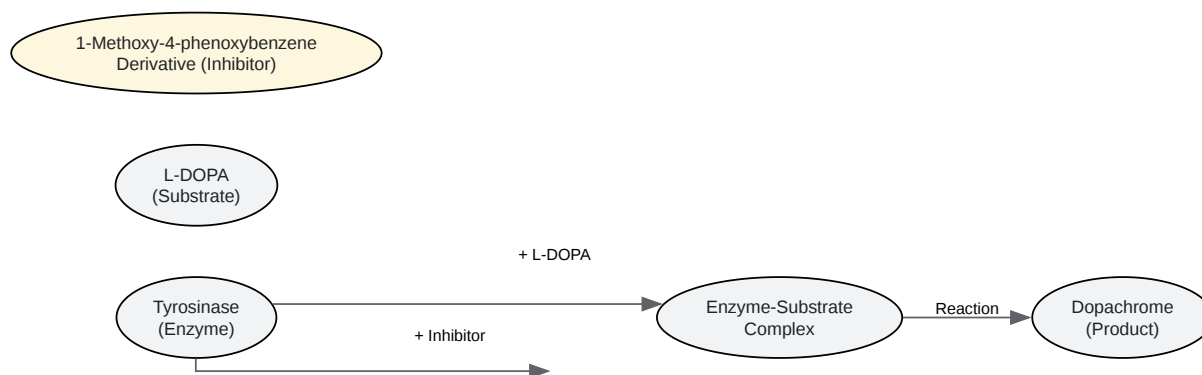 1-Methoxy-4-phenoxybenzene
Derivative (Inhibitor)
L-DOPA
(Substrate)
+ L-DOPA
Tyrosinase
(Enzyme)
Enzyme-Substrate
Complex
Reaction
Dopachrome
(Product)
+ Inhibitor